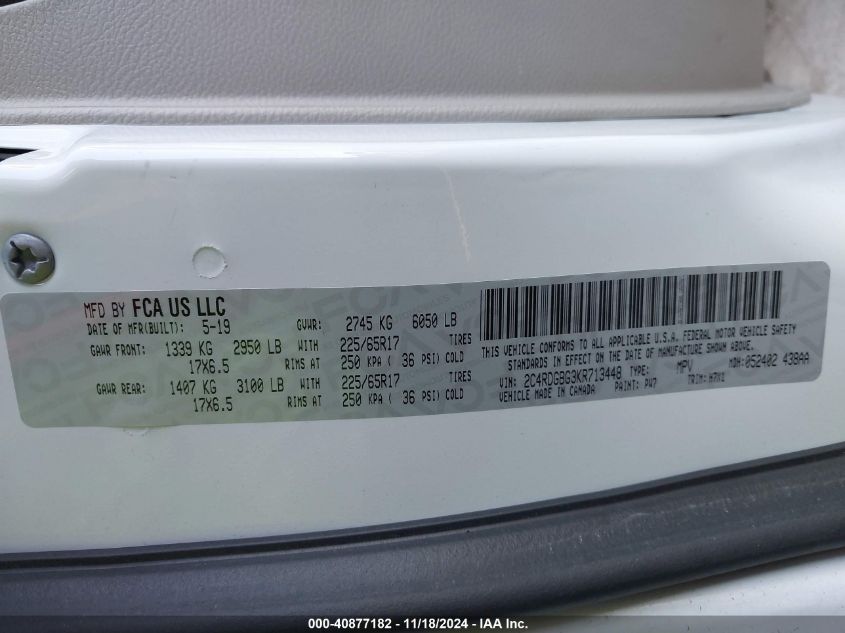 MFD BY FCA US LLC
DATE OF MFR(BUILT): 5-19 GVWR: 2745 KG 6050 LB
GAWR FRONT: 1339 KG 2950 LB 225/65R17 TIRES
17X6.5 RIMS AT 250 KPA ( 36 PSI) COLD
GAWR REAR: 1407 KG 3100 LB 225/65R17 TIRES
17X6.5 RIMS AT 250 KPA ( 36 PSI) COLD
THIS VEHICLE CONFORMS TO ALL APPLICABLE U.S.A. FEDERAL MOTOR VEHICLE SAFETY
STANDARDS IN EFFECT ON THE DATE OF MANUFACTURE SHOWN ABOVE.
VIN: 2C4RDGBG3KR713448 TYPE: MPV MDH: 052402 438AA
VEHICLE MADE IN CANADA PAINT: PW7 TRIM:
000-40877182 - 11/18/2024 - IAA Inc.